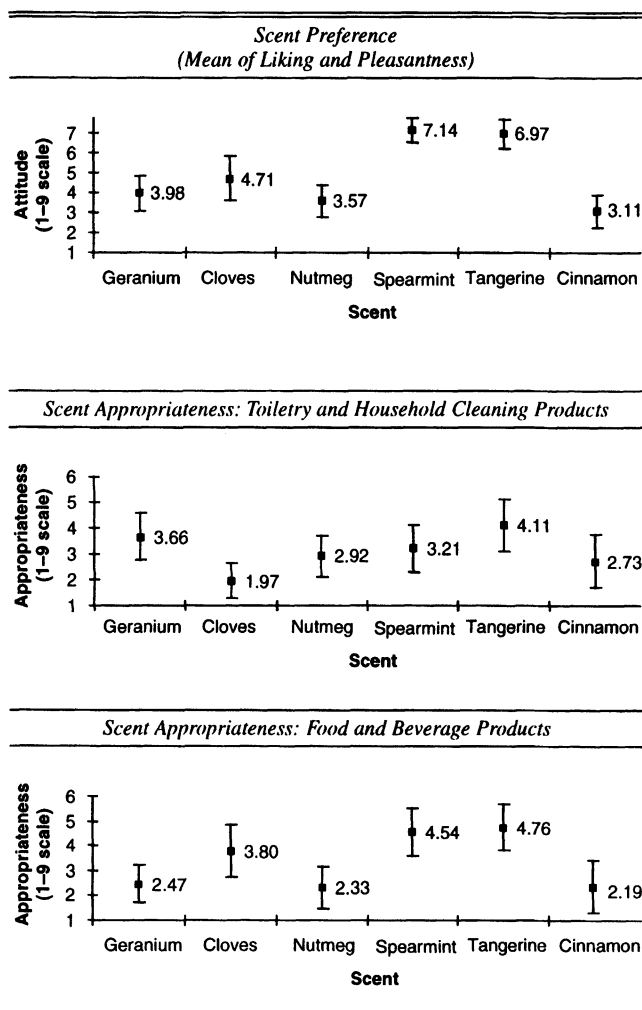 Scent Preference
(Mean of Liking and Pleasantness)
Attitude
(1–9 scale)
7
6
5
4
3
2
1
3.98
4.71
3.57
7.14
6.97
3.11
Geranium Cloves Nutmeg Spearmint Tangerine Cinnamon
Scent
Scent Appropriateness: Toiletry and Household Cleaning Products
Appropriateness
(1–9 scale)
6
5
4
3
2
1
3.66
1.97
2.92
3.21
4.11
2.73
Geranium Cloves Nutmeg Spearmint Tangerine Cinnamon
Scent
Scent Appropriateness: Food and Beverage Products
Appropriateness
(1–9 scale)
6
5
4
3
2
1
2.47
3.80
2.33
4.54
4.76
2.19
Geranium Cloves Nutmeg Spearmint Tangerine Cinnamon
Scent